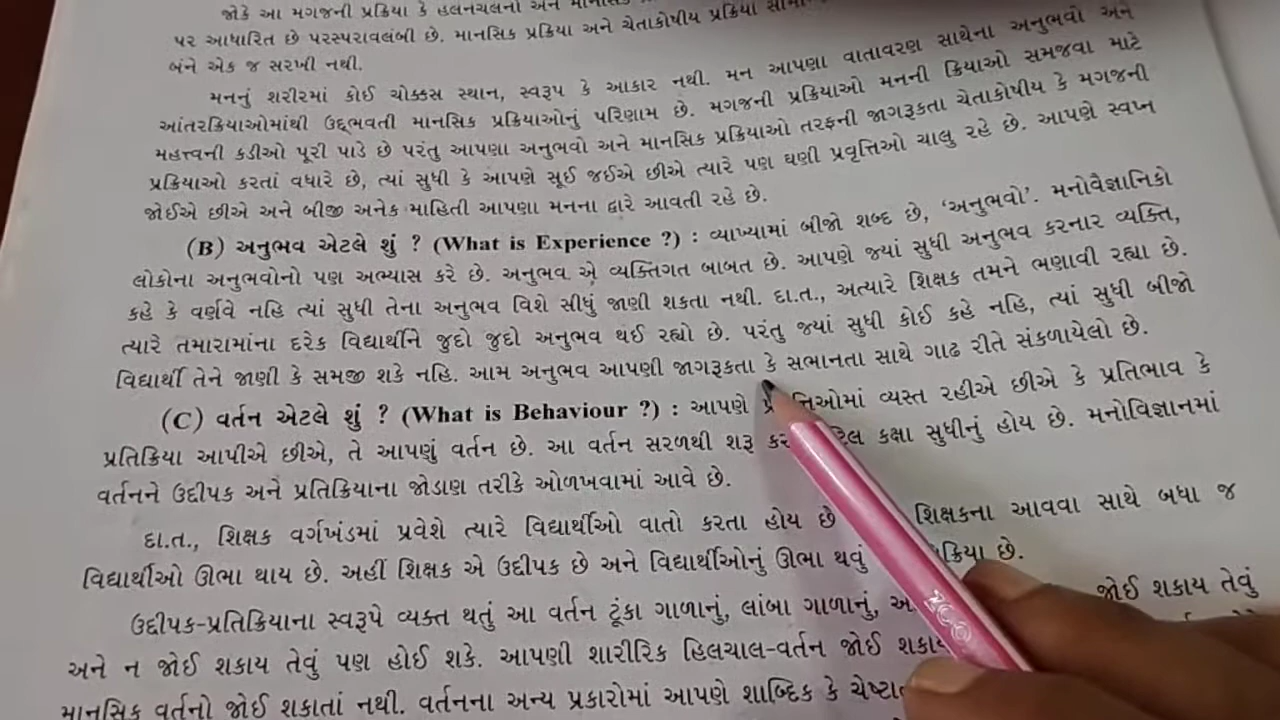 જોકે આ મગજની પ્રક્રિયા કે હલનચલનો અને
પર આધારિત છે પરસ્પરાવલંબી છે. માનસિક પ્રક્રિયા અને ચેતાકોષીય પ્રક્રિયા
બંને એક જ સરખી નથી.
મનનું શરીરમાં કોઈ ચોક્કસ સ્થાન, સ્વરૂપ કે આકાર નથી. મન આપણા વાતાવરણ સાથેના અનુભવો અને
આંતરક્રિયાઓમાંથી ઉદ્ભવતી માનસિક પ્રક્રિયાઓનું પરિણામ છે. મગજની પ્રક્રિયાઓ મનની ક્રિયાઓ સમજવા માટે
મહત્ત્વની કડીઓ પૂરી પાડે છે પરંતુ આપણા અનુભવો અને માનસિક પ્રક્રિયાઓ તરફની જાગરૂકતા ચેતાકોષીય કે મગજની
પ્રક્રિયાઓ કરતાં વધારે છે, ત્યાં સુધી કે આપણે સૂઈ જઈએ છીએ ત્યારે પણ ઘણી પ્રવૃત્તિઓ ચાલુ રહે છે. આપણે સ્વપ્ન
જોઈએ છીએ અને બીજી અનેક માહિતી આપણા મનના દ્વારે આવતી રહે છે.
(B) અનુભવ એટલે શું ? (What is Experience ?) : વ્યાખ્યામાં બીજો શબ્દ છે, ‘અનુભવો’. મનોવૈજ્ઞાનિકો
લોકોના અનુભવોનો પણ અભ્યાસ કરે છે. અનુભવ એ વ્યક્તિગત બાબત છે. આપણે જ્યાં સુધી અનુભવ કરનાર વ્યક્તિ,
કહે કે વર્ણવે નહિ ત્યાં સુધી તેના અનુભવ વિશે સીધું જાણી શકતા નથી. દા.ત., અત્યારે શિક્ષક તમને ભણાવી રહ્યા છે.
ત્યારે તમારામાંના દરેક વિદ્યાર્થીને જુદો જુદો અનુભવ થઈ રહ્યો છે. પરંતુ જ્યાં સુધી કોઈ કહે નહિ, ત્યાં સુધી બીજો
વિદ્યાર્થી તેને જાણી કે સમજી શકે નહિ. આમ અનુભવ આપણી જાગરૂકતા કે સભાનતા સાથે ગાઢ રીતે સંકળાયેલો છે.
(C) વર્તન એટલે શું ? (What is Behaviour ?) : આપણે વ્યસ્ત રહીએ છીએ કે પ્રતિભાવ કે
પ્રતિક્રિયા આપીએ છીએ, તે આપણું વર્તન છે. આ વર્તન સરળથી શરૂ કક્ષા સુધીનું હોય છે. મનોવિજ્ઞાનમાં
વર્તનને ઉદ્દીપક અને પ્રતિક્રિયાના જોડાણ તરીકે ઓળખવામાં આવે છે.
દા.ત., શિક્ષક વર્ગખંડમાં પ્રવેશે ત્યારે વિદ્યાર્થીઓ વાતો કરતા હોય છે શિક્ષકના આવવા સાથે બધા જ
વિદ્યાર્થીઓ ઊભા થાય છે. અહીં શિક્ષક એ ઉદ્દીપક છે અને વિદ્યાર્થીઓનું ઊભા થવું છે.
ઉદ્દીપક-પ્રતિક્રિયાના સ્વરૂપે વ્યક્ત થતું આ વર્તન ટૂંકા ગાળાનું, લાંબા ગાળાનું, જોઈ શકાય તેવું
અને ન જોઈ શકાય તેવું પણ હોઈ શકે. આપણી શારીરિક હિલચાલ-વર્તન જોઈ
માનસિક વર્તનો જોઈ શકાતાં નથી. વર્તનના અન્ય પ્રકારોમાં આપણે શાબ્દિક કે